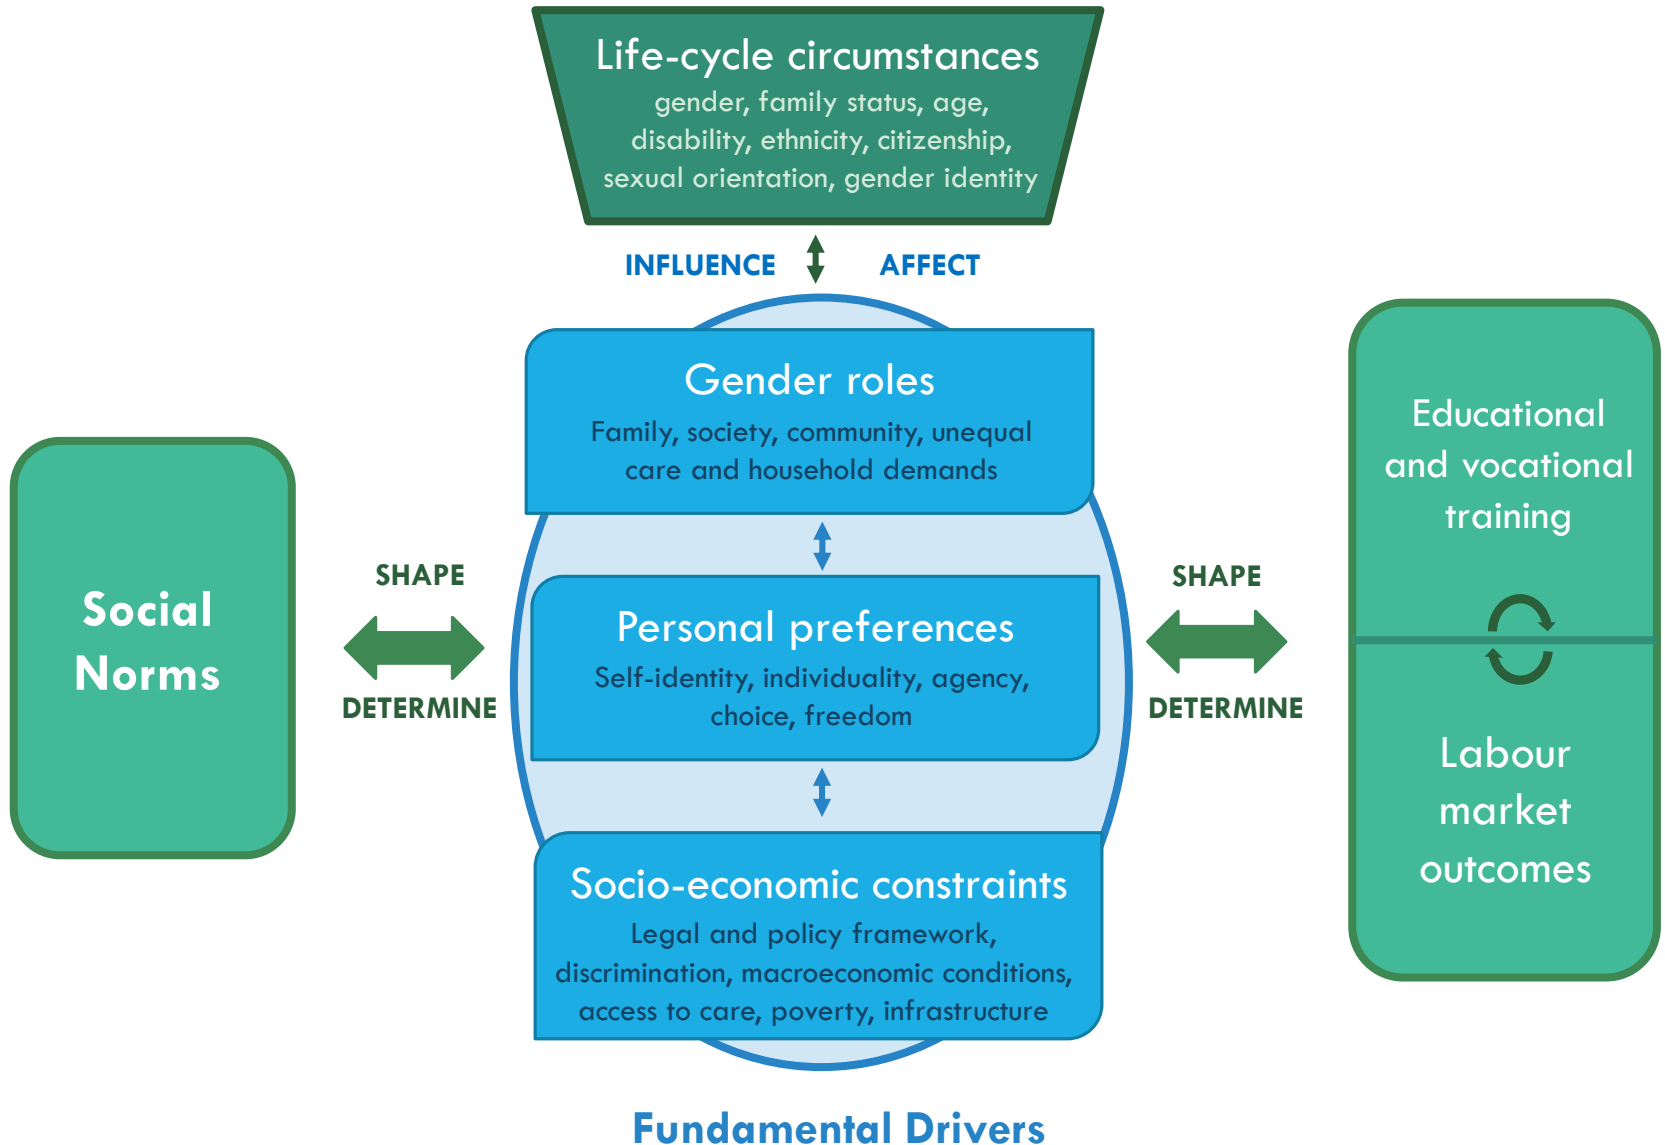 Life-cycle circumstances
gender, family status, age,
disability, ethnicity, citizenship,
sexual orientation, gender identity
INFLUENCE
AFFECT
Social
Norms
SHAPE
DETERMINE
Gender roles
Family, society, community, unequal
care and household demands
Personal preferences
Self-identity, individuality, agency,
choice, freedom
Socio-economic constraints
Legal and policy framework,
discrimination, macroeconomic conditions,
access to care, poverty, infrastructure
Fundamental Drivers
SHAPE
DETERMINE
Educational
and vocational
training
Labour
market
outcomes